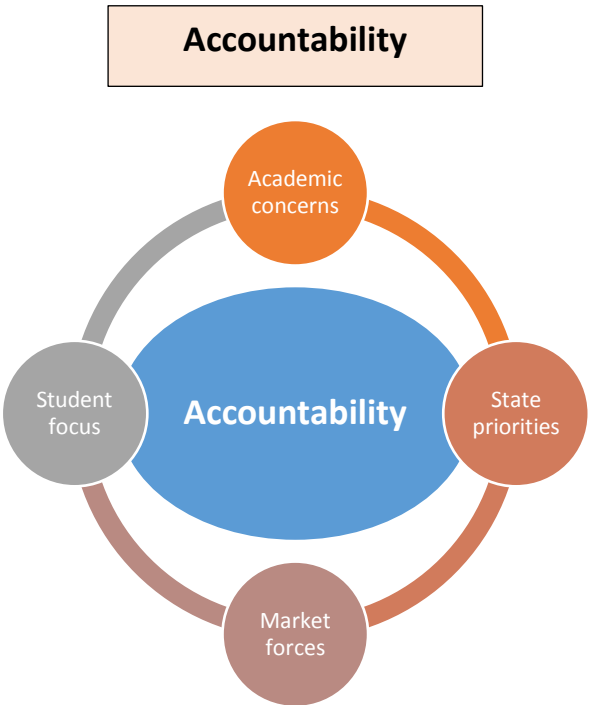 Accountability
Academic
concerns
Student
focus
Accountability
State
priorities
Market
forces